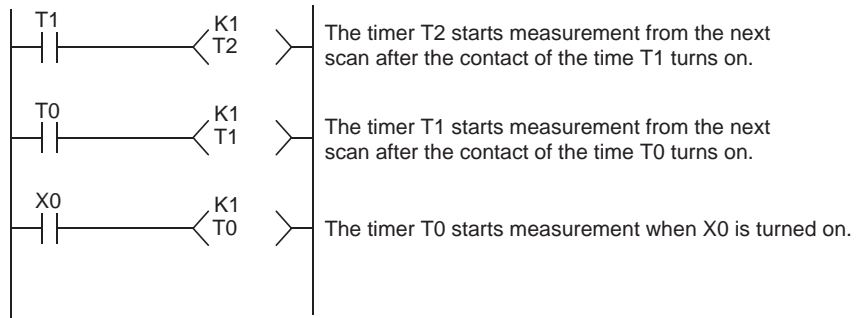 T1
K1
T2
The timer T2 starts measurement from the next
scan after the contact of the time T1 turns on.
T0
K1
T1
The timer T1 starts measurement from the next
scan after the contact of the time T0 turns on.
X0
K1
T0
The timer T0 starts measurement when X0 is turned on.